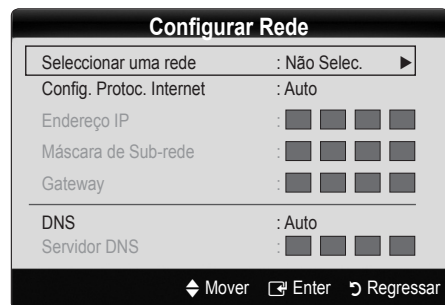 Configurar Rede
Seleccionar uma rede : Não Selec.
Config. Protoc. Internet : Auto
Endereço IP :
Máscara de Sub-rede :
Gateway :
DNS : Auto
Servidor DNS :
Mover Enter Regressar